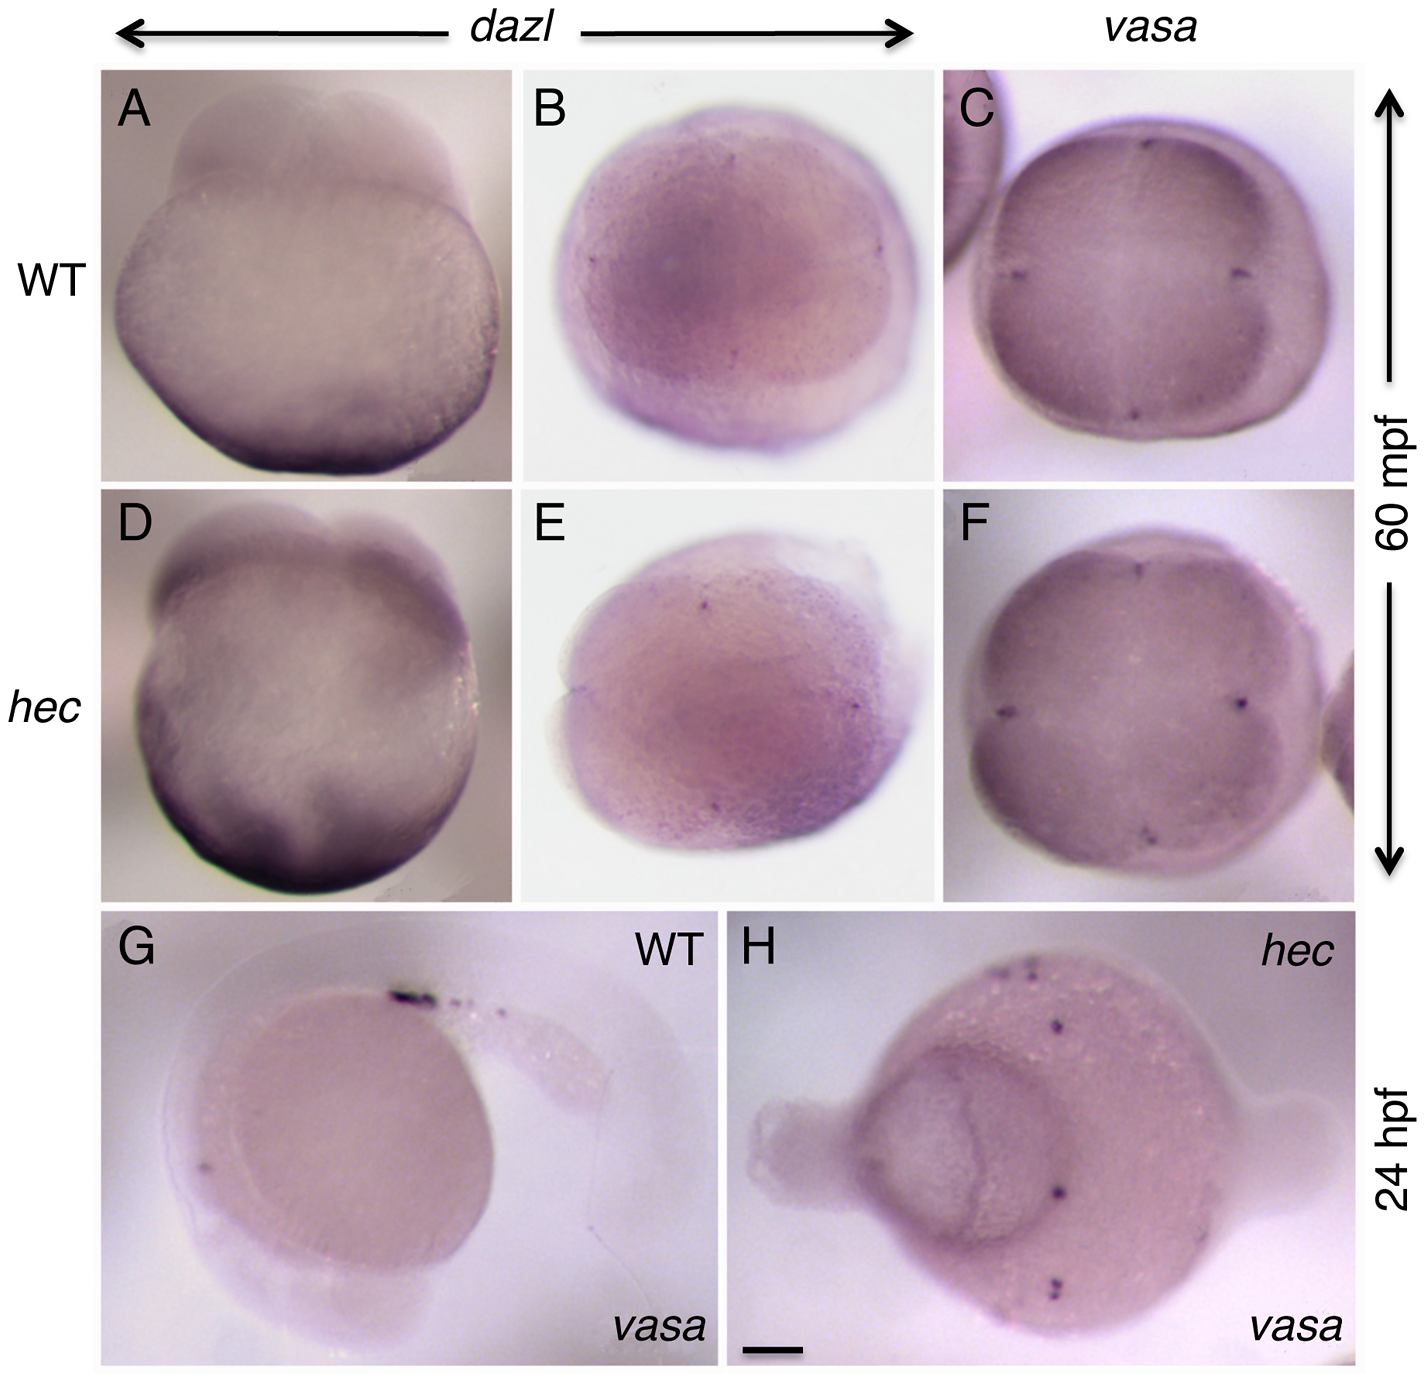 dazl vasa
A B C
WT
60 mpf
D E F
hec
G WT H hec
24 hpf
vasa vasa